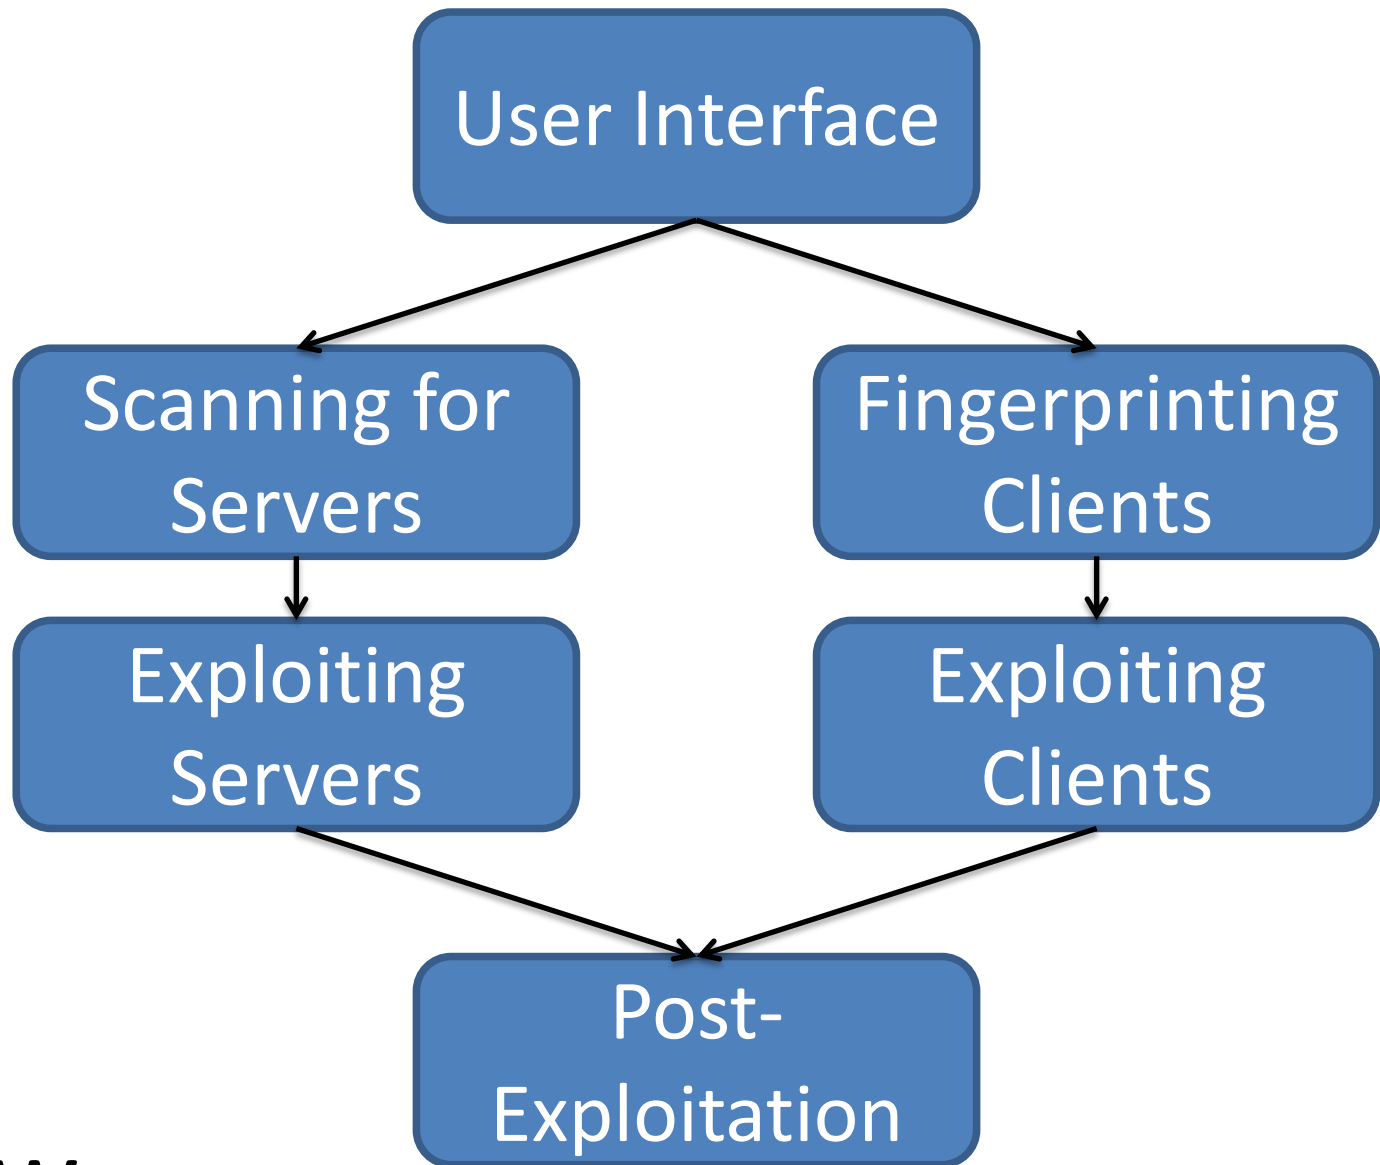 User Interface
Scanning for
Servers
Fingerprinting
Clients
Exploiting
Servers
Exploiting
Clients
Post-
Exploitation